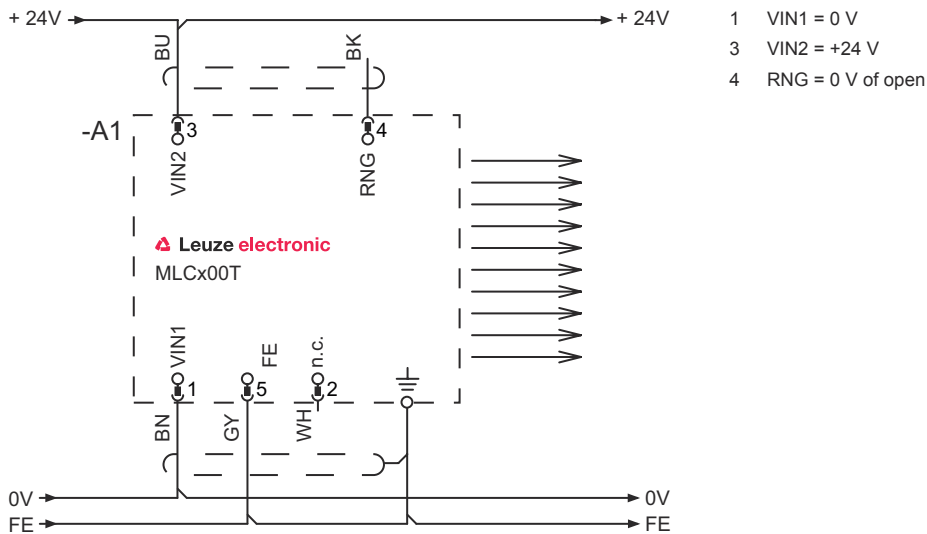 + 24V
+ 24V
1 VIN1 = 0 V
3 VIN2 = +24 V
4 RNG = 0 V of open
BU
BK
-A1
3
4
VIN2
RNG
Leuze electronic
MLCx00T
VIN1
FE
n.c.
1
5
2
BN
GY
WH
0V
0V
FE
FE